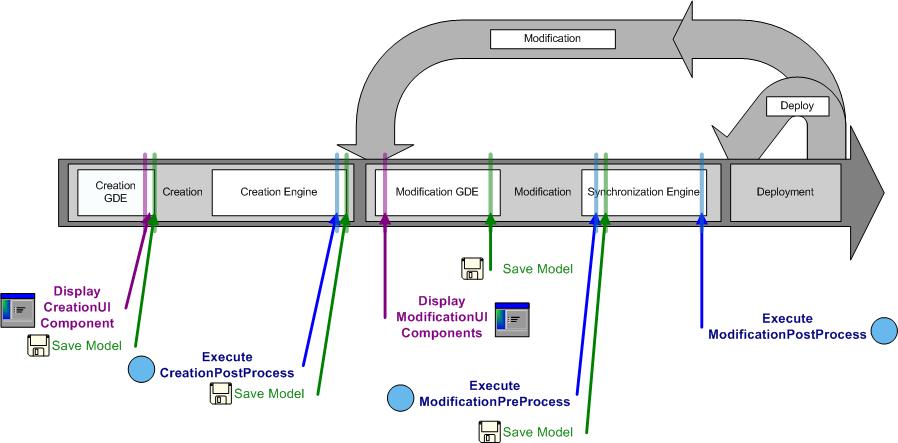 Modification
Deploy
Creation
GDE
Creation
Creation Engine
Modification GDE
Modification
Synchronization Engine
Deployment
Save Model
Display
CreationUI
Component
Display
ModificationUI
Components
Execute
ModificationPostProcess
Save Model
Execute
CreationPostProcess
Save Model
Execute
ModificationPreProcess
Save Model